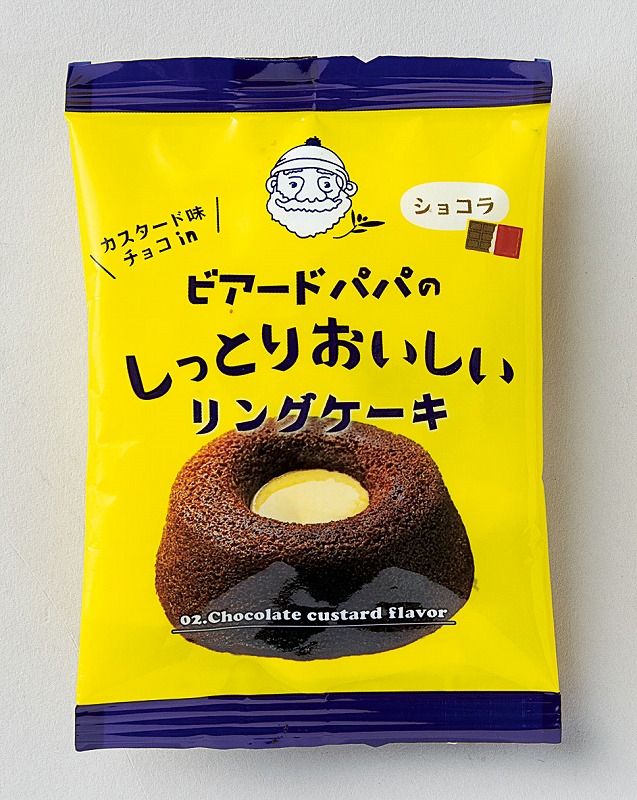 カスタード味
チョコin
ショコラ
ビアードパパの
しっとりおいしい
リングケーキ
02.Chocolate custard flavor